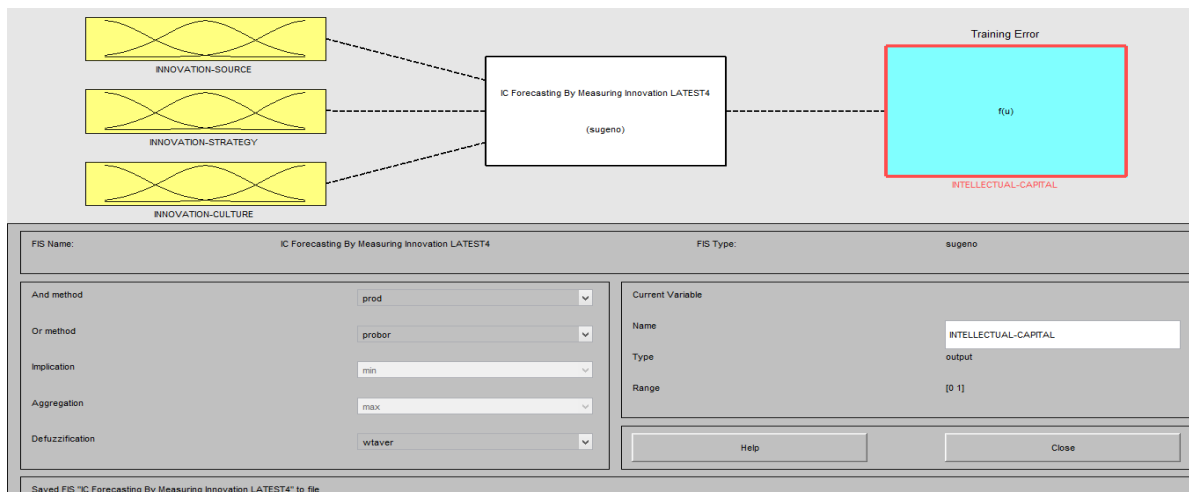 Training Error
INNOVATION-SOURCE
INNOVATION-STRATEGY
INNOVATION-CULTURE
IC Forecasting By Measuring Innovation LATEST4
(sugeno)
f(u)
INTELLECTUAL-CAPITAL
FIS Name: IC Forecasting By Measuring Innovation LATEST4 FIS Type: sugeno
And method prod
Or method probor
Implication min
Aggregation max
Defuzzification wtaver
Current Variable
Name INTELLECTUAL-CAPITAL
Type output
Range [0 1]
Help Close
Saved FIS "IC Forecasting By Measuring Innovation LATEST4" to file